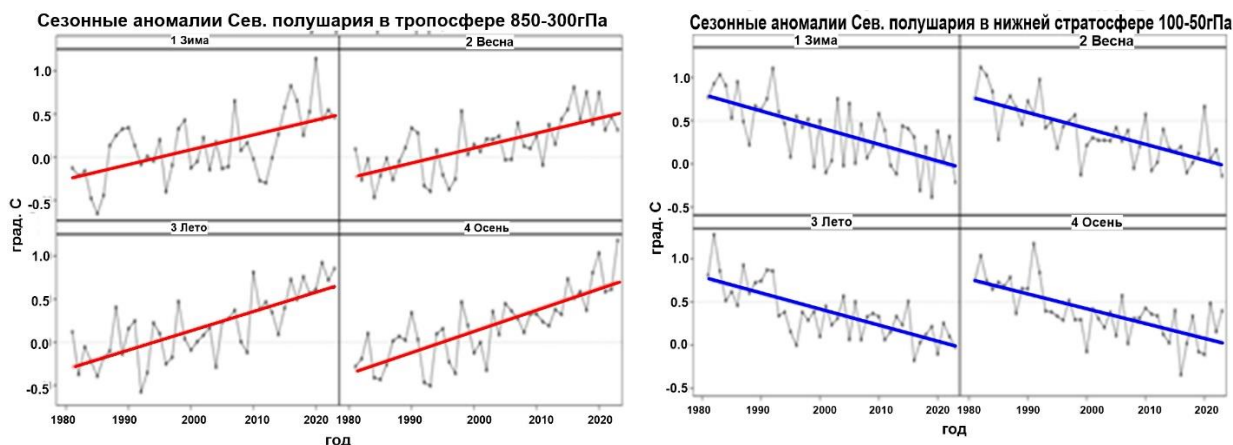 Сезонные аномалии Сев. полушария в тропосфере 850-300гПа
1 Зима
2 Весна
1.0
0.5
0.0
-0.5
град. С
3 Лето
4 Осень
1.0
0.5
0.0
-0.5
1980 1990 2000 2010 2020 1980 1990 2000 2010 2020
год
Сезонные аномалии Сев. полушария в нижней стратосфере 100-50гПа
1 Зима
2 Весна
1.0
0.5
0.0
-0.5
град. С
3 Лето
4 Осень
1.0
0.5
0.0
-0.5
1980 1990 2000 2010 2020 1980 1990 2000 2010 2020
год